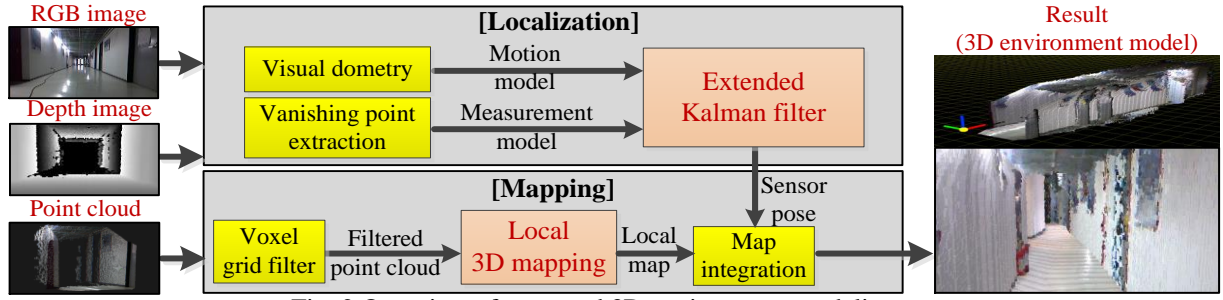 RGB image
Depth image
Point cloud
[Localization]
Visual dometry
Motion
model
Vanishing point
extraction
Measurement
model
Extended
Kalman filter
[Mapping]
Sensor
pose
Voxel
grid filter
Filtered
point cloud
Local
3D mapping
Local
map
Map
integration
Result
(3D environment model)